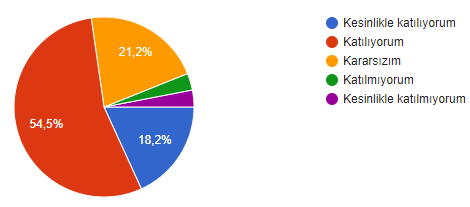 21,2%
54,5%
18,2%
Kesinlikle katılıyorum
Katılıyorum
Kararsızım
Katılmıyorum
Kesinlikle katılmıyorum